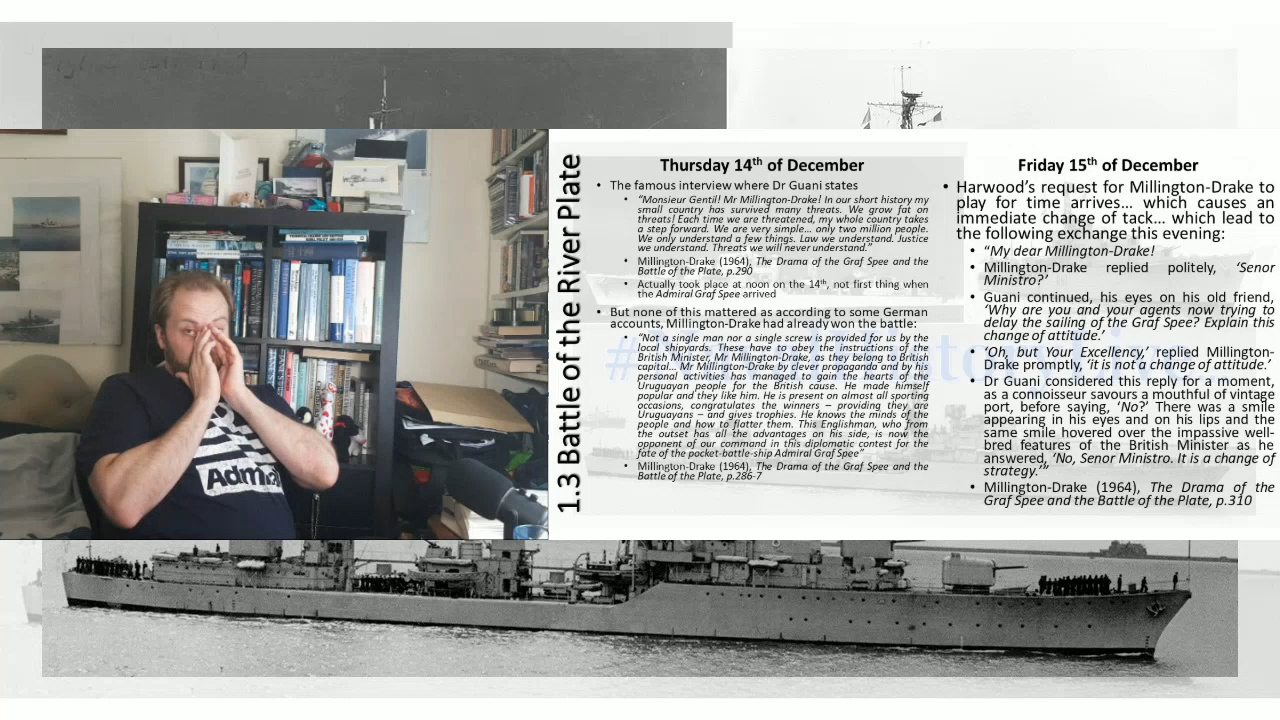 1.3 Battle of the River Plate
Thursday 14th of December
• The famous interview where Dr Guani states
• “Monsieur Gentil! Mr Millington-Drake! In our short history my
small country has survived many threats. We grow fat on
threats! Each time we are threatened, my whole country takes
a step forward. We are very simple... only two million people.
We only understand a few things. Law we understand. Justice
we understand. Threats we will never understand.”
• Millington-Drake (1964), The Drama of the Graf Spee and the
Battle of the Plate, p.290
• Actually took place at noon on the 14th, not first thing when
the Admiral Graf Spee arrived
• But none of this mattered as according to some German
accounts, Millington-Drake had already won the battle:
• “Not a single man nor a single screw is provided for us by the
local shipyards. These have to obey the instructions of the
British Minister, Mr Millington-Drake, as they belong to British
capital... Mr Millington-Drake by clever propaganda and by his
personal activities has managed to gain the hearts of the
Uruguayan people for the British cause. He made himself
popular and they like him. He is present on almost all sporting
occasions, congratulates the winners – providing they are
Uruguayans – and gives trophies. He knows the minds of the
people and how to flatter them. This Englishman, who from
the outset has all the advantages on his side, is now the
opponent of our command in this diplomatic contest for the
fate of the pocket-battle-ship Admiral Graf Spee”
• Millington-Drake (1964), The Drama of the Graf Spee and the
Battle of the Plate, p.286-7
Friday 15th of December
• Harwood’s request for Millington-Drake to
play for time arrives... which causes an
immediate change of tack... which lead to
the following exchange this evening:
• “My dear Millington-Drake!
• Millington-Drake replied politely, ‘Senor
Ministro?’
• Guani continued, his eyes on his old friend,
‘Why are you and your agents now trying to
delay the sailing of the Graf Spee? Explain this
change of attitude.’
• ‘Oh, but Your Excellency,’ replied Millington-
Drake promptly, ‘it is not a change of attitude.’
• Dr Guani considered this reply for a moment,
as a connoisseur savours a mouthful of vintage
port, before saying, ‘No?’ There was a smile
appearing in his eyes and on his lips and the
same smile hovered over the impassive well-
bred features of the British Minister as he
answered, ‘No, Senor Ministro. It is a change of
strategy.’”
• Millington-Drake (1964), The Drama of the
Graf Spee and the Battle of the Plate, p.310